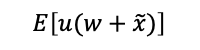 E[u(w + x̃)]